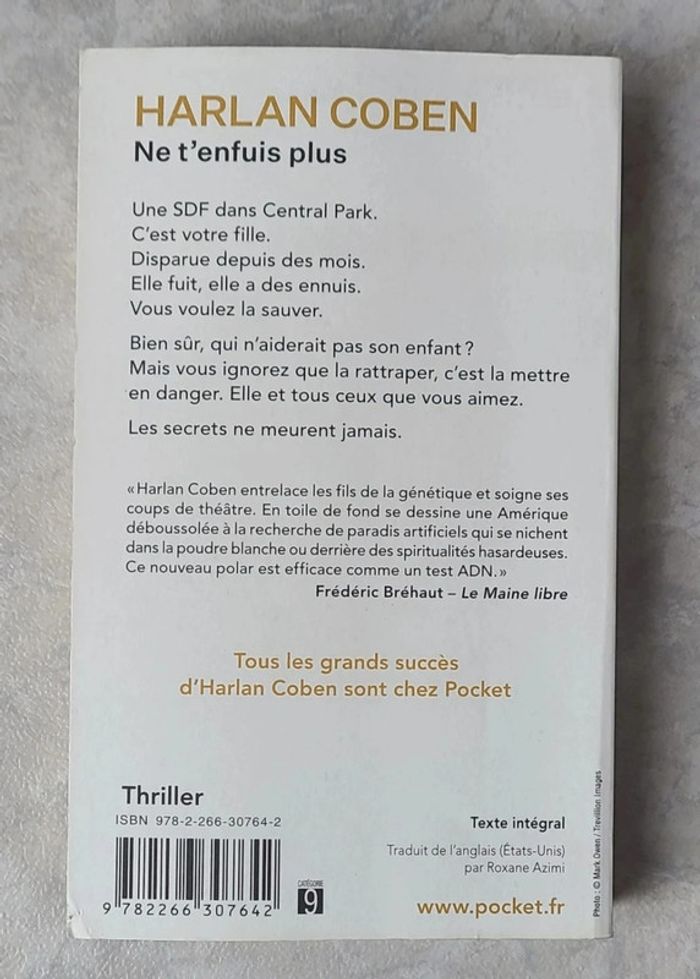 HARLAN COBEN
Ne t'enfuis plus
Une SDF dans Central Park.
C'est votre fille.
Disparue depuis des mois.
Elle fuit, elle a des ennuis.
Vous voulez la sauver.
Bien sûr, qui n'aiderait pas son enfant ?
Mais vous ignorez que la rattraper, c'est la mettre
en danger. Elle et tous ceux que vous aimez.
Les secrets ne meurent jamais.
« Harlan Coben entrelace les fils de la génétique et soigne ses
coups de théâtre. En toile de fond se dessine une Amérique
déboussolée à la recherche de paradis artificiels qui se nichent
dans la poudre blanche ou derrière des spiritualités hasardeuses.
Ce nouveau polar est efficace comme un test ADN. »
Frédéric Bréhaut – Le Maine libre
Tous les grands succès
d'Harlan Coben sont chez Pocket
Thriller
ISBN 978-2-266-30764-2
9 782266 307642
CATÉGORIE
9
Texte intégral
Traduit de l'anglais (États-Unis)
par Roxane Azimi
www.pocket.fr
Photo : © Mark Owen / Trevillion Images